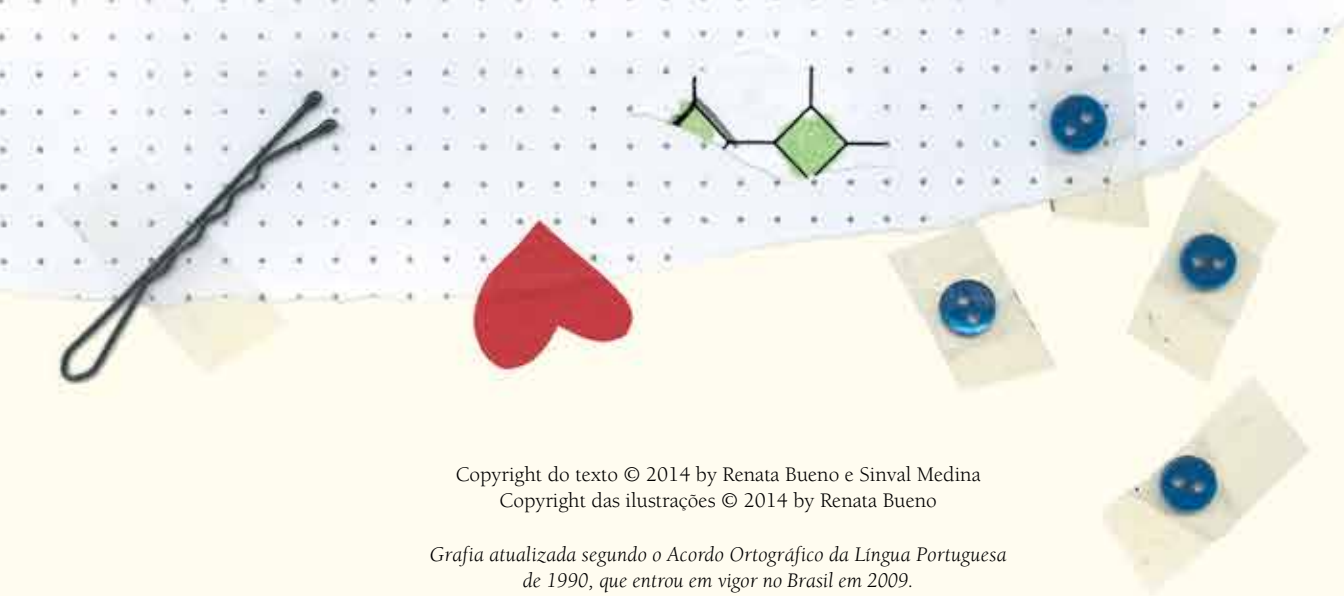 Copyright do texto © 2014 by Renata Bueno e Sinval Medina
Copyright das ilustrações © 2014 by Renata Bueno
Grafia atualizada segundo o Acordo Ortográfico da Língua Portuguesa
de 1990, que entrou em vigor no Brasil em 2009.